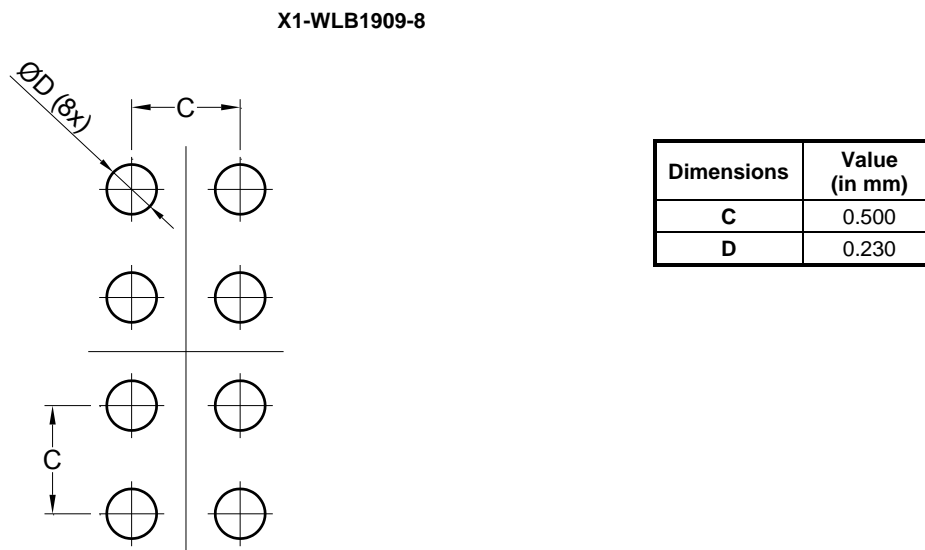 X1-WLB1909-8
ØD (8x)
C
Dimensions Value (in mm)
C 0.500
D 0.230
C